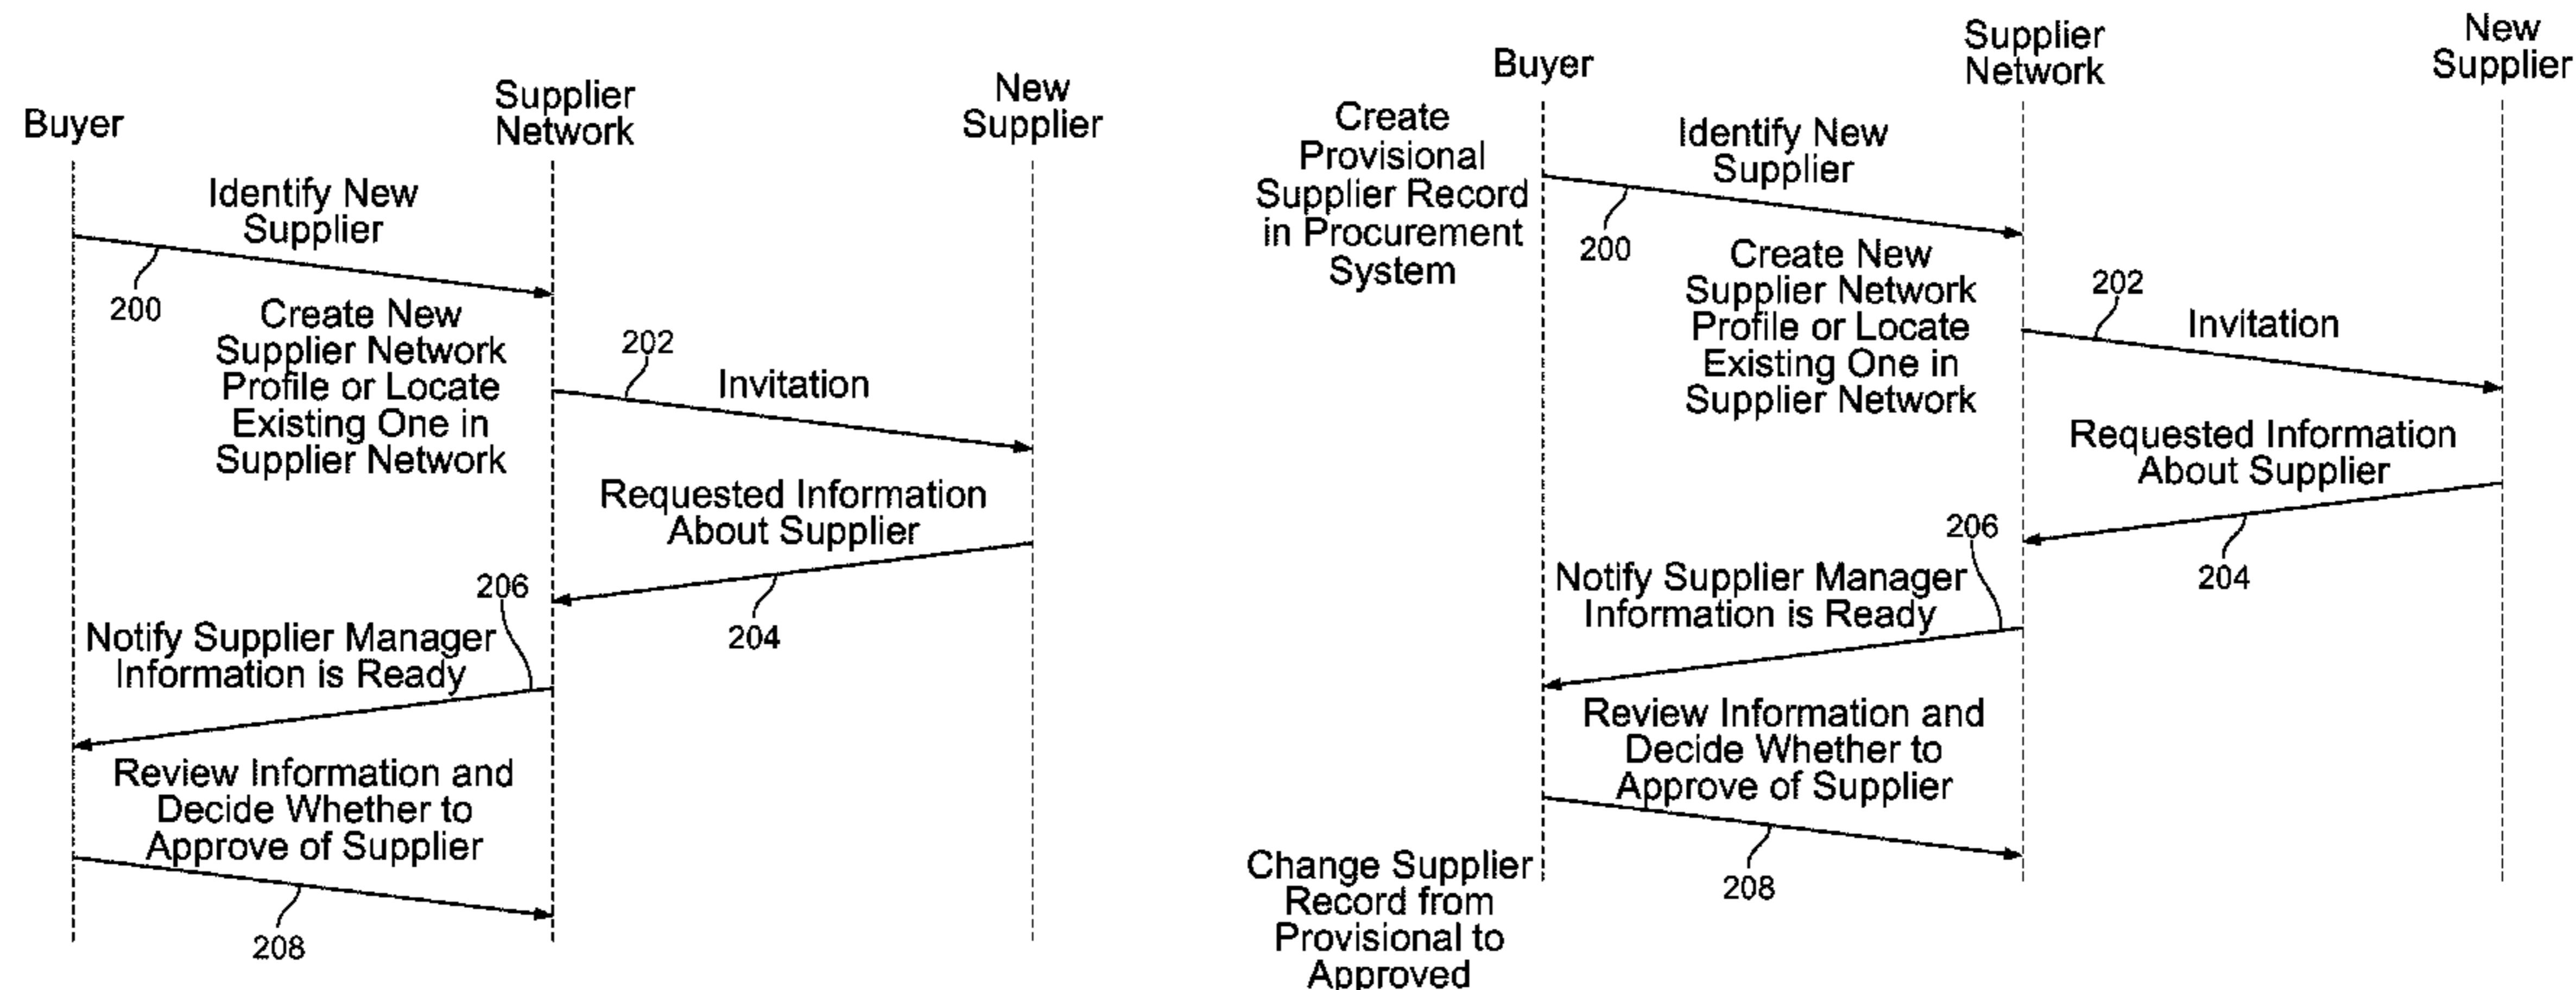 Buyer
Supplier
Network
New
Supplier
Identify New
Supplier
200
Create New
Supplier Network
Profile or Locate
Existing One in
Supplier Network
202
Invitation
Requested Information
About Supplier
204
206
Notify Supplier Manager
Information is Ready
Review Information and
Decide Whether to
Approve of Supplier
208
Buyer
Supplier
Network
New
Supplier
Create
Provisional
Supplier Record
in Procurement
System
Identify New
Supplier
200
Create New
Supplier Network
Profile or Locate
Existing One in
Supplier Network
202
Invitation
Requested Information
About Supplier
204
206
Notify Supplier Manager
Information is Ready
Review Information and
Decide Whether to
Approve of Supplier
208
Change Supplier
Record from
Provisional to
Approved